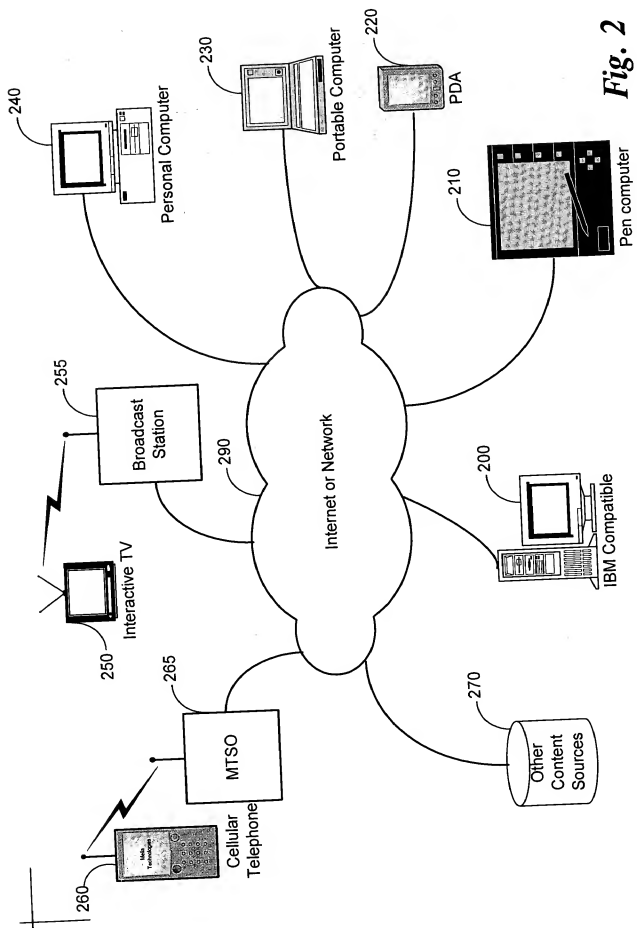 260
Cellular
Telephone
MTSO
265
250
Interactive TV
Broadcast
Station
255
240
Personal Computer
230
Portable Computer
220
PDA
290
Internet or Network
270
Other
Content
Sources
200
IBM Compatible
210
Pen computer
Fig. 2